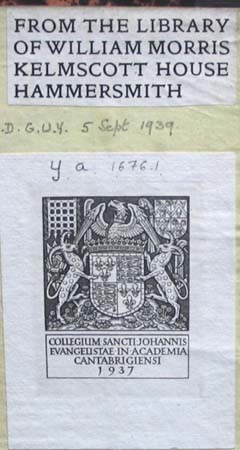 FROM THE LIBRARY
OF WILLIAM MORRIS
KELMSCOTT HOUSE
HAMMERSMITH
D.G.W.Y. 5 Sept 1939
Y a 1676.1
COLLEGIUM SANCTI JOHANNIS
EVANGELISTAE IN ACADEMIA
CANTABRIGIENSI
1937